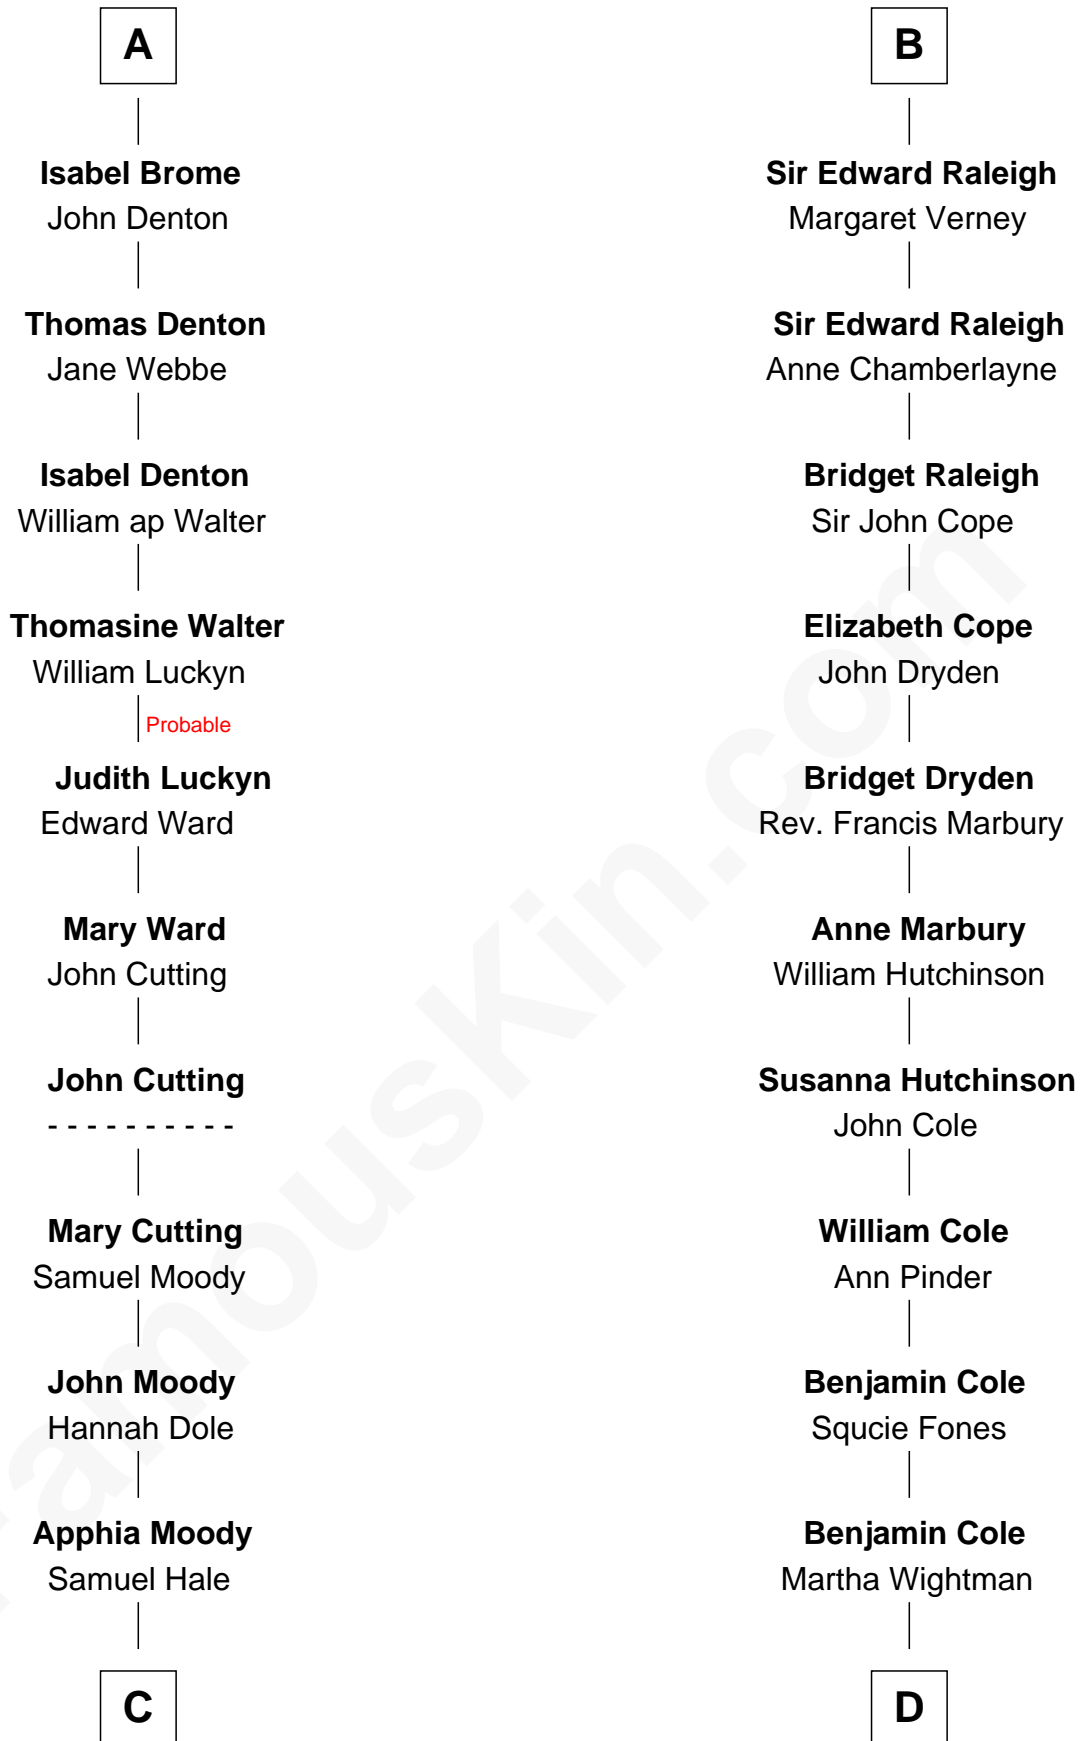 A
Isabel Brome
John Denton
Thomas Denton
Jane Webbe
Isabel Denton
William ap Walter
Thomasine Walter
William Luckyn
Probable
Judith Luckyn
Edward Ward
Mary Ward
John Cutting
John Cutting
- - - - - - - - - -
Mary Cutting
Samuel Moody
John Moody
Hannah Dole
Apphia Moody
Samuel Hale
C
B
Sir Edward Raleigh
Margaret Verney
Sir Edward Raleigh
Anne Chamberlayne
Bridget Raleigh
Sir John Cope
Elizabeth Cope
John Dryden
Bridget Dryden
Rev. Francis Marbury
Anne Marbury
William Hutchinson
Susanna Hutchinson
John Cole
William Cole
Ann Pinder
Benjamin Cole
Squcie Fones
Benjamin Cole
Martha Wightman
D
FamousKin.com